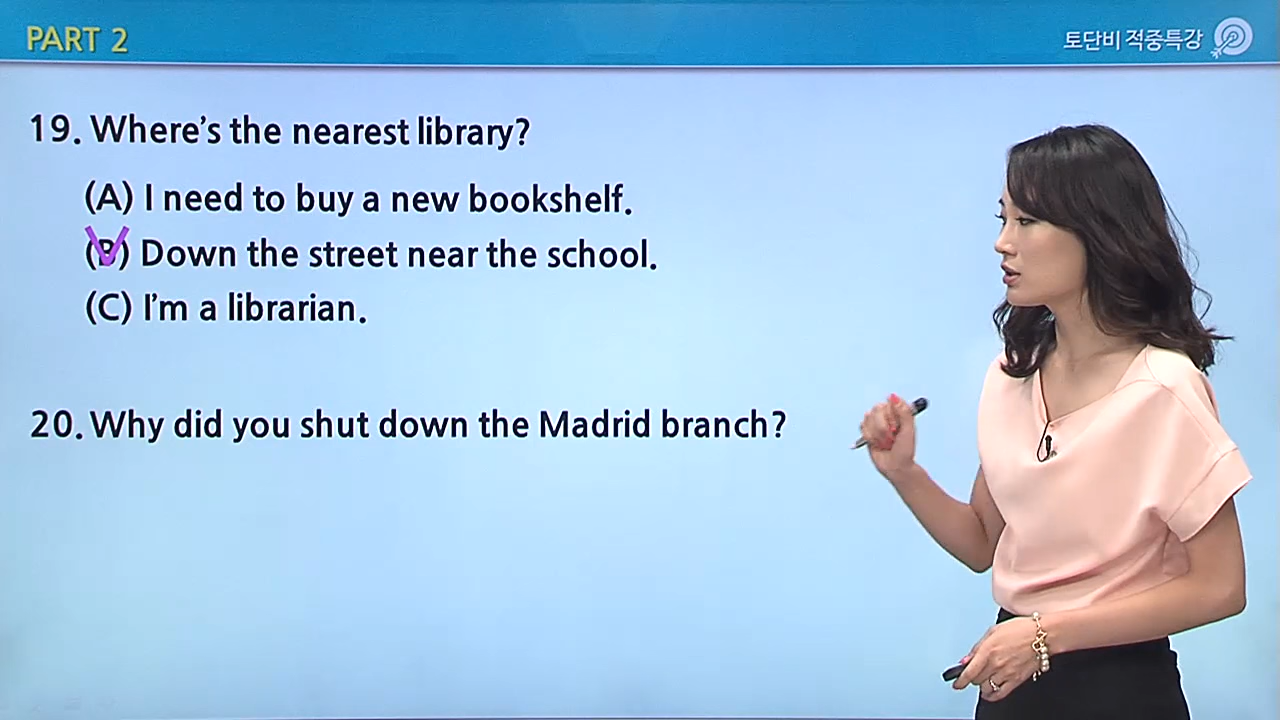 PART 2
토단비 적중특강
19. Where's the nearest library?
(A) I need to buy a new bookshelf.
(B) Down the street near the school.
(C) I'm a librarian.
20. Why did you shut down the Madrid branch?